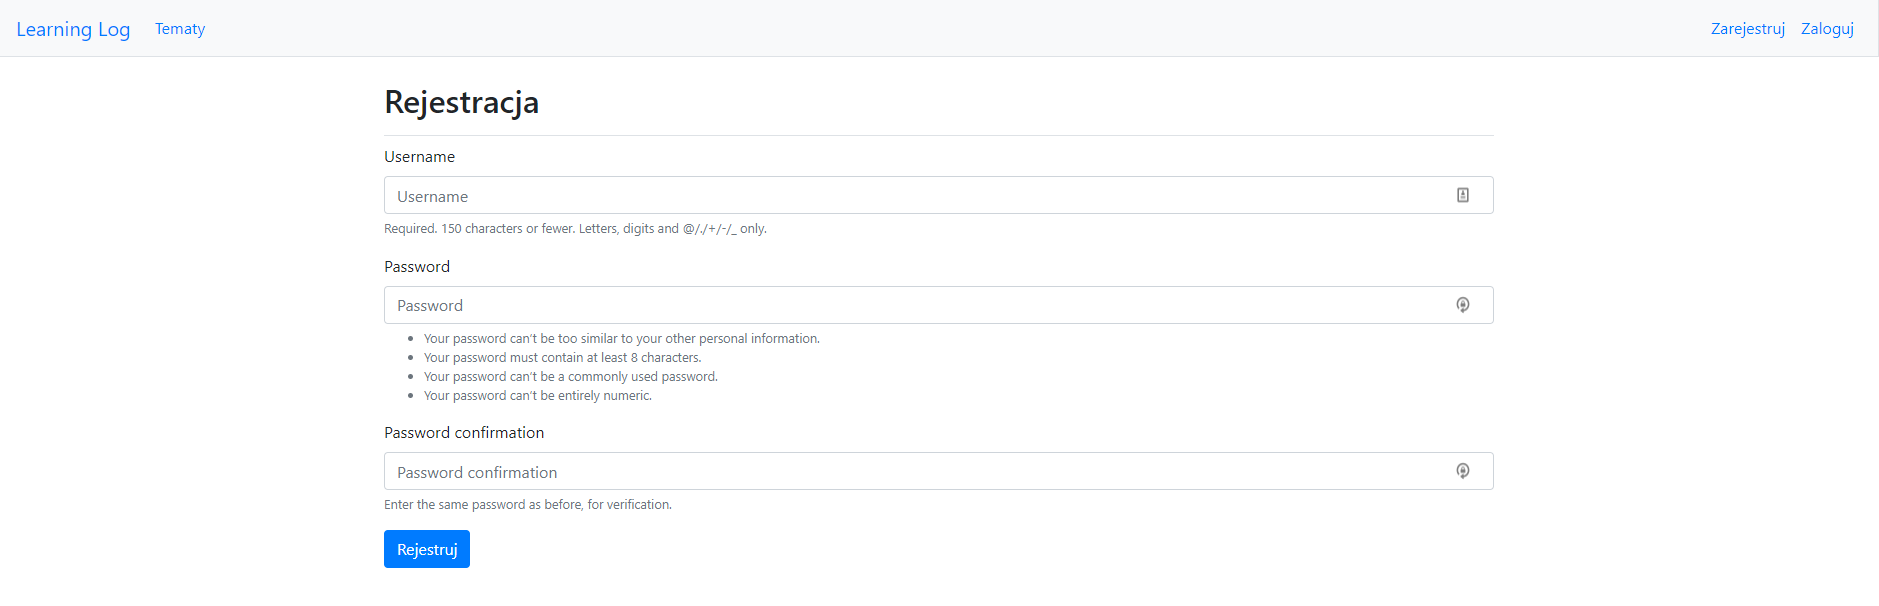 Learning Log Tematy Zarejestruj Zaloguj
Rejestracja
Username
Username
Required. 150 characters or fewer. Letters, digits and @/./+/-/_ only.
Password
Password
Your password can't be too similar to your other personal information.
Your password must contain at least 8 characters.
Your password can't be a commonly used password.
Your password can't be entirely numeric.
Password confirmation
Password confirmation
Enter the same password as before, for verification.
Rejestruj